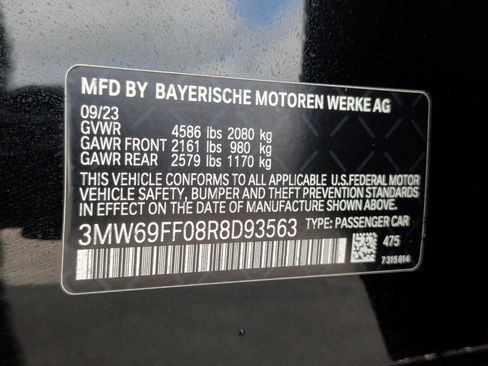 MFD BY BAYERISCHE MOTOREN WERKE AG
09/23
GVWR 4586 lbs 2080 kg
GAWR FRONT 2161 lbs 980 kg
GAWR REAR 2579 lbs 1170 kg
THIS VEHICLE CONFORMS TO ALL APPLICABLE U.S.FEDERAL MOTOR
VEHICLE SAFETY, BUMPER AND THEFT PREVENTION STANDARDS
IN EFFECT ON THE DATE OF MANUFACTURE SHOWN ABOVE.
3MW69FF08R8D93563 TYPE: PASSENGER CAR
475
7315814